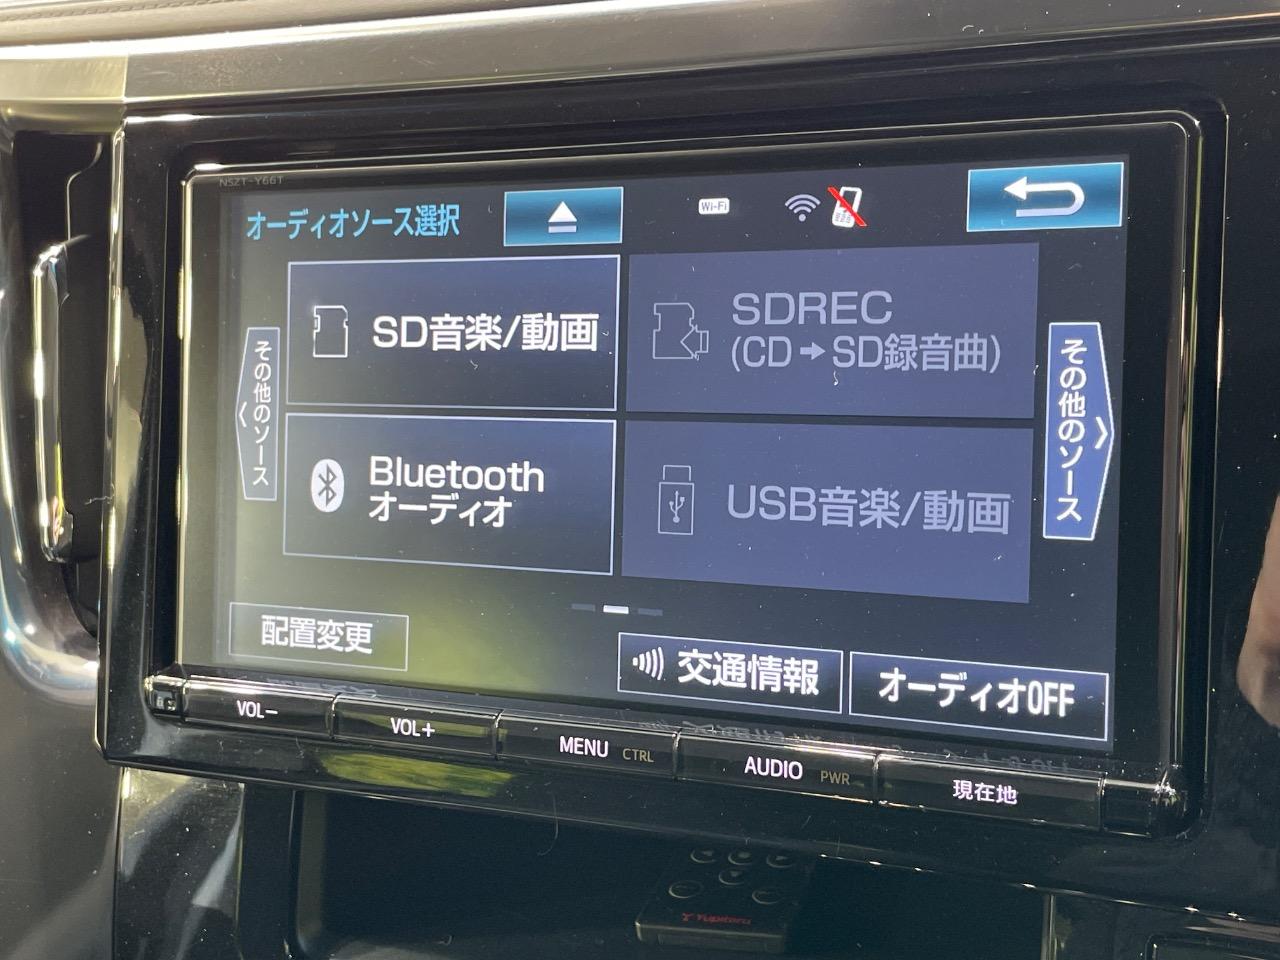 NSZT-Y66T
オーディオソース選択
Wi-Fi
SD音楽/動画
SDREC
(CD→SD録音曲)
その他のソース
その他のソース
Bluetooth
オーディオ
USB音楽/動画
配置変更
交通情報
オーディオOFF
VOL−
VOL+
MENU CTRL
AUDIO PWR
現在地
Yupiteru